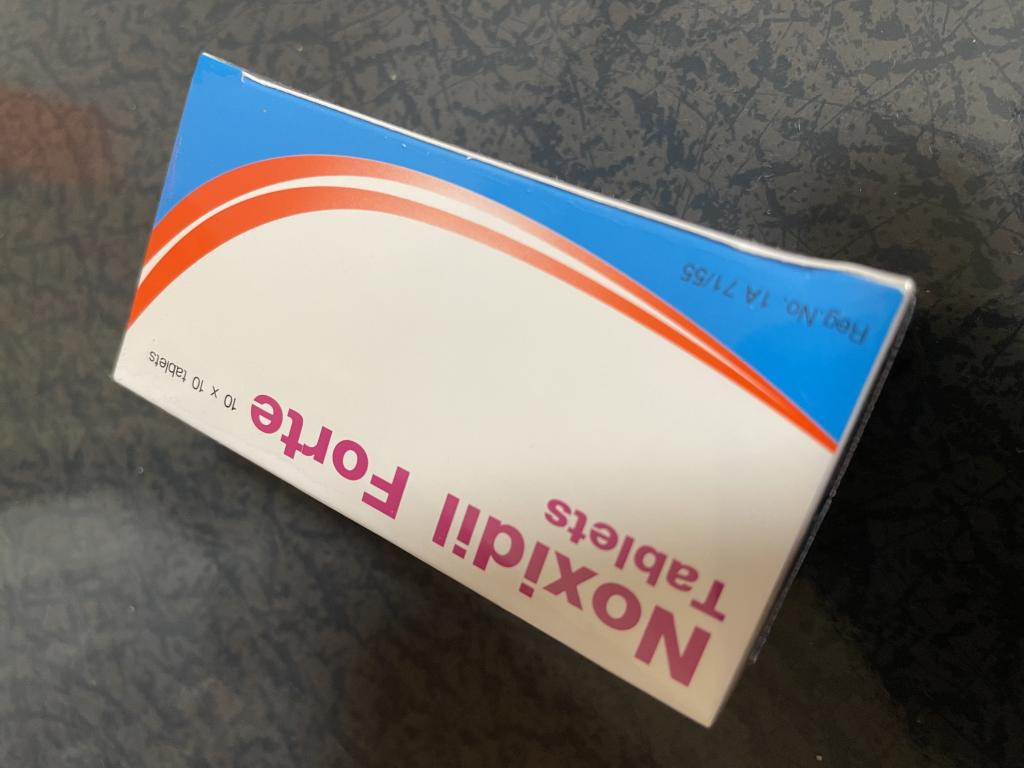 Noxidil Forte 10 x 10 tablets
Tablets
Reg.No. 1A 71/55